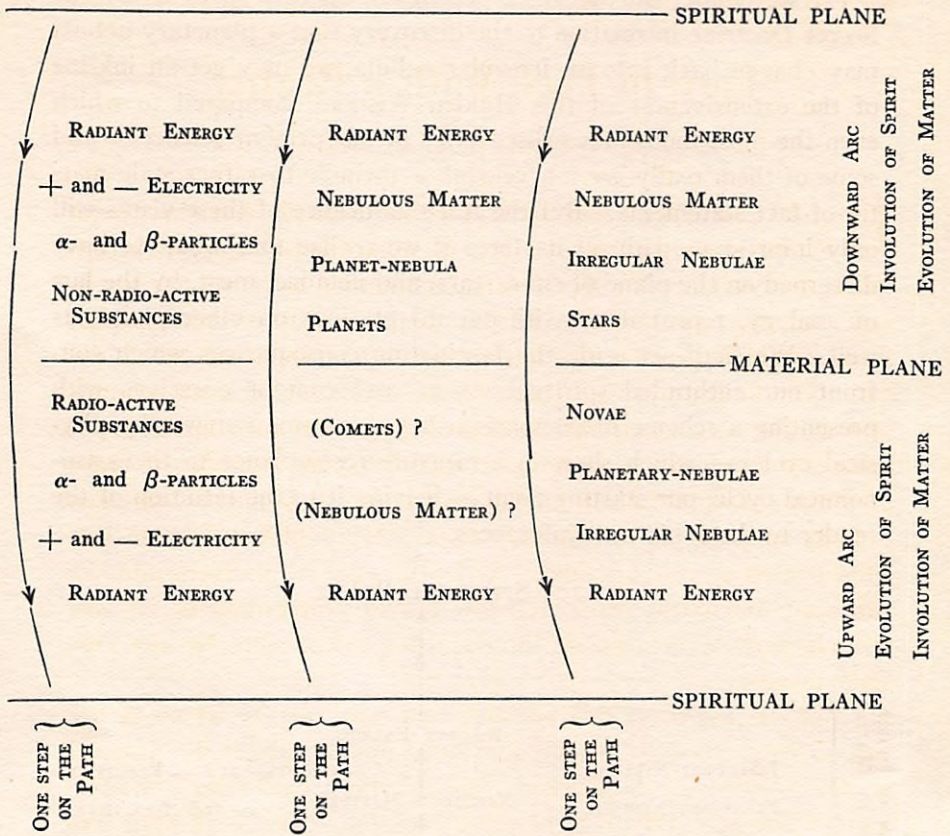 SPIRITUAL PLANE
RADIANT ENERGY
+ and — ELECTRICITY
α- and β-PARTICLES
NON-RADIO-ACTIVE
SUBSTANCES
RADIO-ACTIVE
SUBSTANCES
α- and β-PARTICLES
+ and — ELECTRICITY
RADIANT ENERGY
RADIANT ENERGY
NEBULOUS MATTER
PLANET-NEBULA
PLANETS
(COMETS) ?
(NEBULOUS MATTER) ?
RADIANT ENERGY
RADIANT ENERGY
NEBULOUS MATTER
IRREGULAR NEBULAE
STARS
MATERIAL PLANE
NOVAE
PLANETARY-NEBULAE
IRREGULAR NEBULAE
RADIANT ENERGY
DOWNWARD ARC
INVOLUTION OF SPIRIT
EVOLUTION OF MATTER
UPWARD ARC
EVOLUTION OF SPIRIT
INVOLUTION OF MATTER
SPIRITUAL PLANE
ONE STEP
ON THE
PATH
ONE STEP
ON THE
PATH
ONE STEP
ON THE
PATH